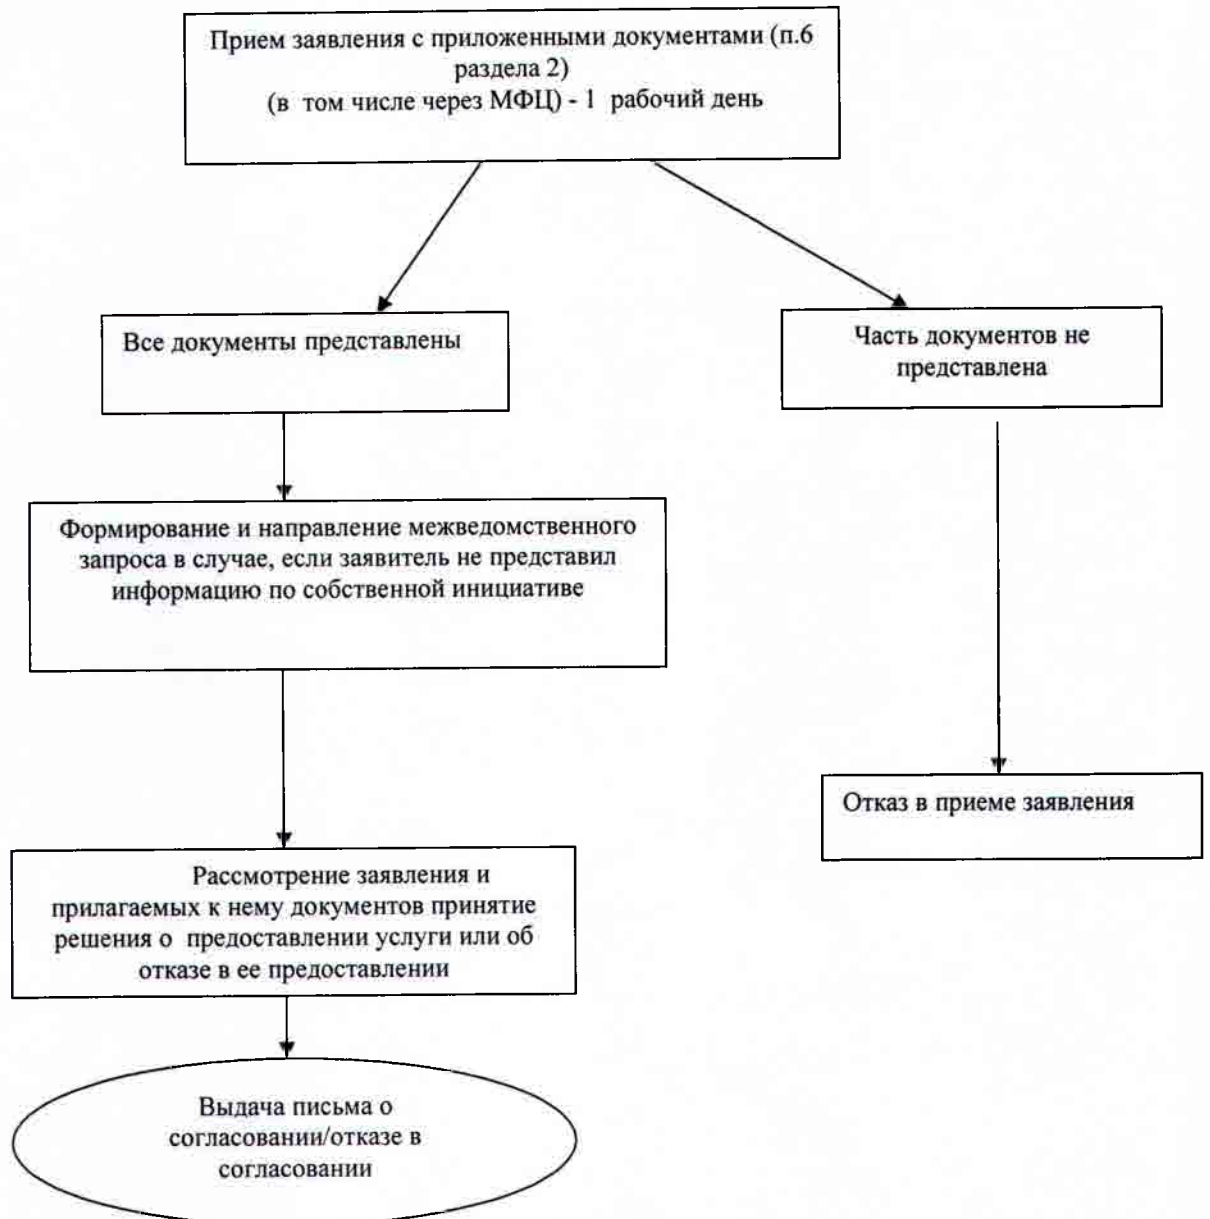 Прием заявления с приложенными документами (п.6
раздела 2)
(в том числе через МФЦ) - 1 рабочий день
Все документы представлены
Часть документов не
представлена
Формирование и направление межведомственного
запроса в случае, если заявитель не представил
информацию по собственной инициативе
Отказ в приеме заявления
Рассмотрение заявления и
прилагаемых к нему документов принятие
решения о предоставлении услуги или об
отказе в ее предоставлении
Выдача письма о
согласовании/отказе в
согласовании